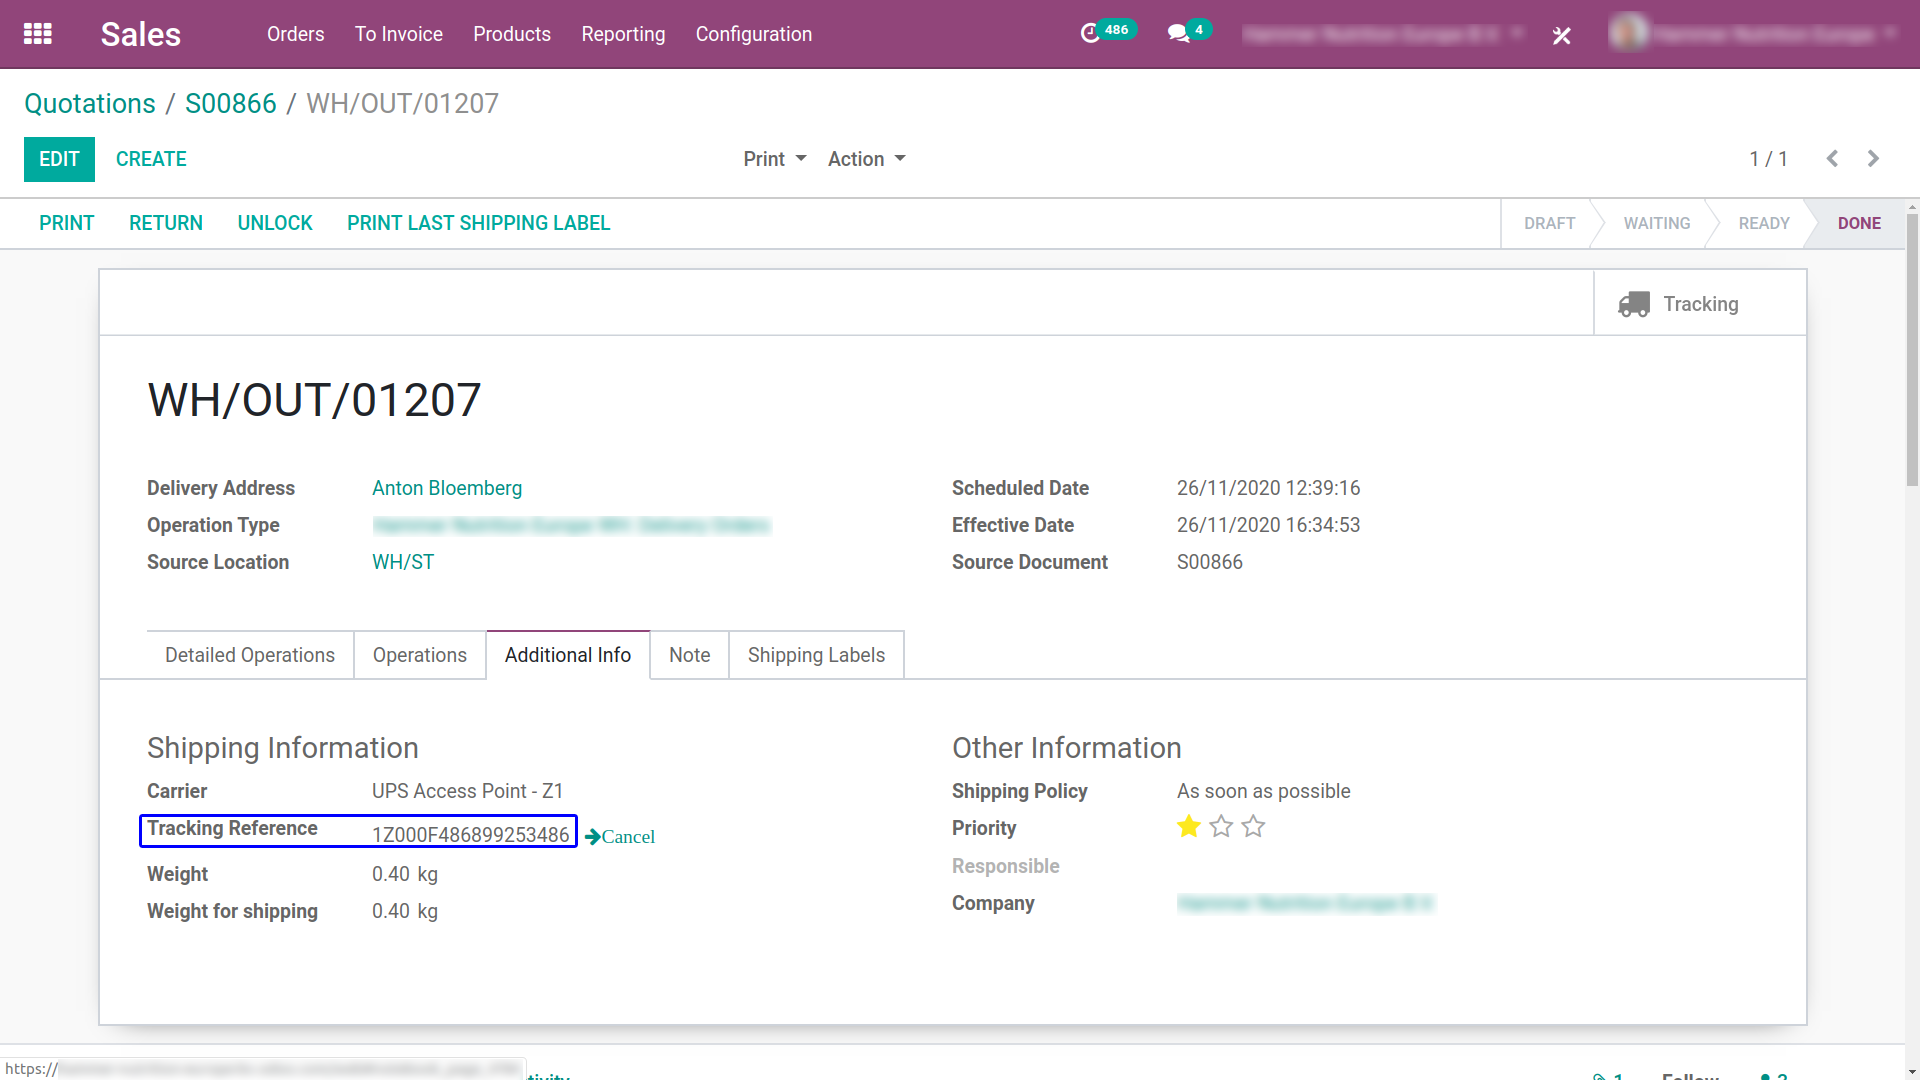 Sales
Orders To Invoice Products Reporting Configuration 486 4
Quotations / S00866 / WH/OUT/01207
EDIT CREATE Print Action 1 / 1
PRINT RETURN UNLOCK PRINT LAST SHIPPING LABEL DRAFT WAITING READY DONE
Tracking
WH/OUT/01207
Delivery Address Anton Bloemberg Scheduled Date 26/11/2020 12:39:16
Operation Type Effective Date 26/11/2020 16:34:53
Source Location WH/ST Source Document S00866
Detailed Operations Operations Additional Info Note Shipping Labels
Shipping Information Other Information
Carrier UPS Access Point - Z1 Shipping Policy As soon as possible
Tracking Reference 1Z000F486899253486 Cancel Priority
Weight 0.40 kg Responsible
Weight for shipping 0.40 kg Company
https://